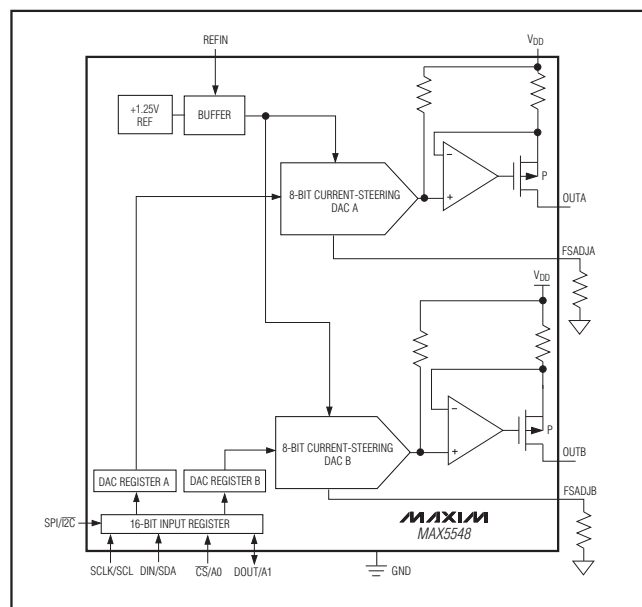 REFIN
VDD
+1.25V
REF
BUFFER
-
P
+
8-BIT CURRENT-STEERING
DAC A
OUTA
FSADJA
VDD
-
P
+
8-BIT CURRENT-STEERING
DAC B
OUTB
FSADJB
DAC REGISTER A
DAC REGISTER B
SPI/I2C
16-BIT INPUT REGISTER
MAXIM
MAX5548
SCLK/SCL
DIN/SDA
CS/A0
DOUT/A1
GND